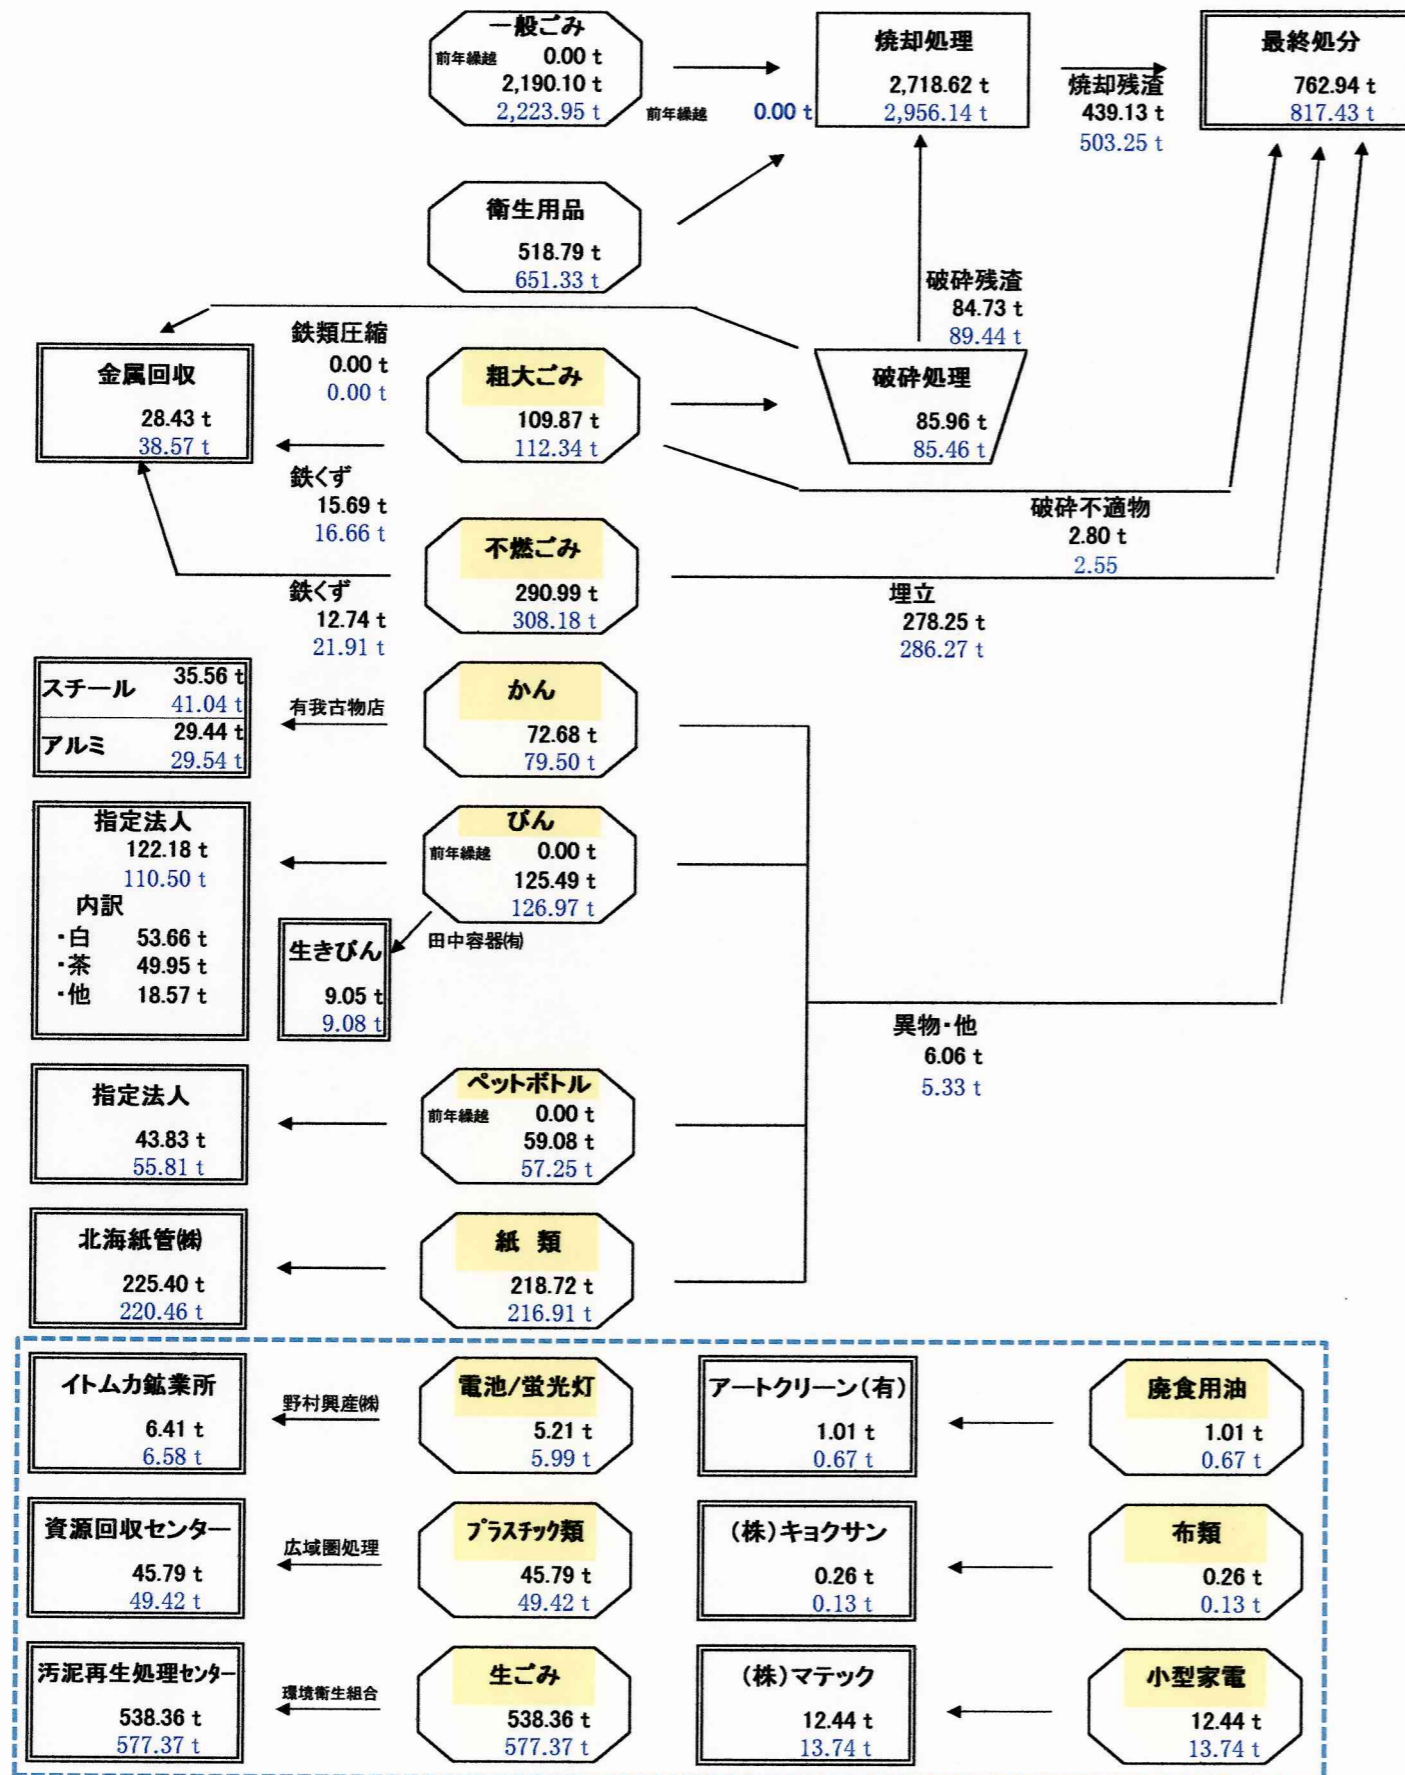 一般ごみ
前年繰越 0.00 t
2,190.10 t
2,223.95 t
前年繰越 0.00 t
焼却処理
2,718.62 t
2,956.14 t
焼却残渣
439.13 t
503.25 t
最終処分
762.94 t
817.43 t
衛生用品
518.79 t
651.33 t
破砕残渣
84.73 t
89.44 t
鉄類圧縮
0.00 t
0.00 t
金属回収
28.43 t
38.57 t
粗大ごみ
109.87 t
112.34 t
破砕処理
85.96 t
85.46 t
鉄くず
15.69 t
16.66 t
破砕不適物
2.80 t
2.55
不燃ごみ
290.99 t
308.18 t
鉄くず
12.74 t
21.91 t
埋立
278.25 t
286.27 t
スチール 35.56 t
41.04 t
アルミ 29.44 t
29.54 t
有我古物店
かん
72.68 t
79.50 t
指定法人
122.18 t
110.50 t
内訳
・白 53.66 t
・茶 49.95 t
・他 18.57 t
びん
前年繰越 0.00 t
125.49 t
126.97 t
田中容器㈲
生きびん
9.05 t
9.08 t
異物・他
6.06 t
5.33 t
指定法人
43.83 t
55.81 t
ペットボトル
前年繰越 0.00 t
59.08 t
57.25 t
北海紙管㈱
225.40 t
220.46 t
紙 類
218.72 t
216.91 t
イトムカ鉱業所
6.41 t
6.58 t
野村興産㈱
電池/蛍光灯
5.21 t
5.99 t
アートクリーン(有)
1.01 t
0.67 t
廃食用油
1.01 t
0.67 t
資源回収センター
45.79 t
49.42 t
広域圏処理
プラスチック類
45.79 t
49.42 t
(株)キョクサン
0.26 t
0.13 t
布類
0.26 t
0.13 t
汚泥再生処理センター
538.36 t
577.37 t
環境衛生組合
生ごみ
538.36 t
577.37 t
(株)マテック
12.44 t
13.74 t
小型家電
12.44 t
13.74 t